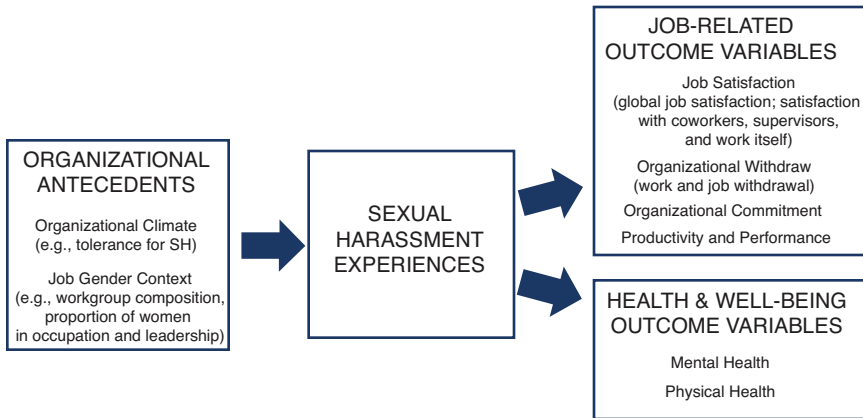 ORGANIZATIONAL
ANTECEDENTS
Organizational Climate
(e.g., tolerance for SH)
Job Gender Context
(e.g., workgroup composition,
proportion of women
in occupation and leadership)
SEXUAL
HARASSMENT
EXPERIENCES
JOB-RELATED
OUTCOME VARIABLES
Job Satisfaction
(global job satisfaction; satisfaction
with coworkers, supervisors,
and work itself)
Organizational Withdraw
(work and job withdrawal)
Organizational Commitment
Productivity and Performance
HEALTH & WELL-BEING
OUTCOME VARIABLES
Mental Health
Physical Health